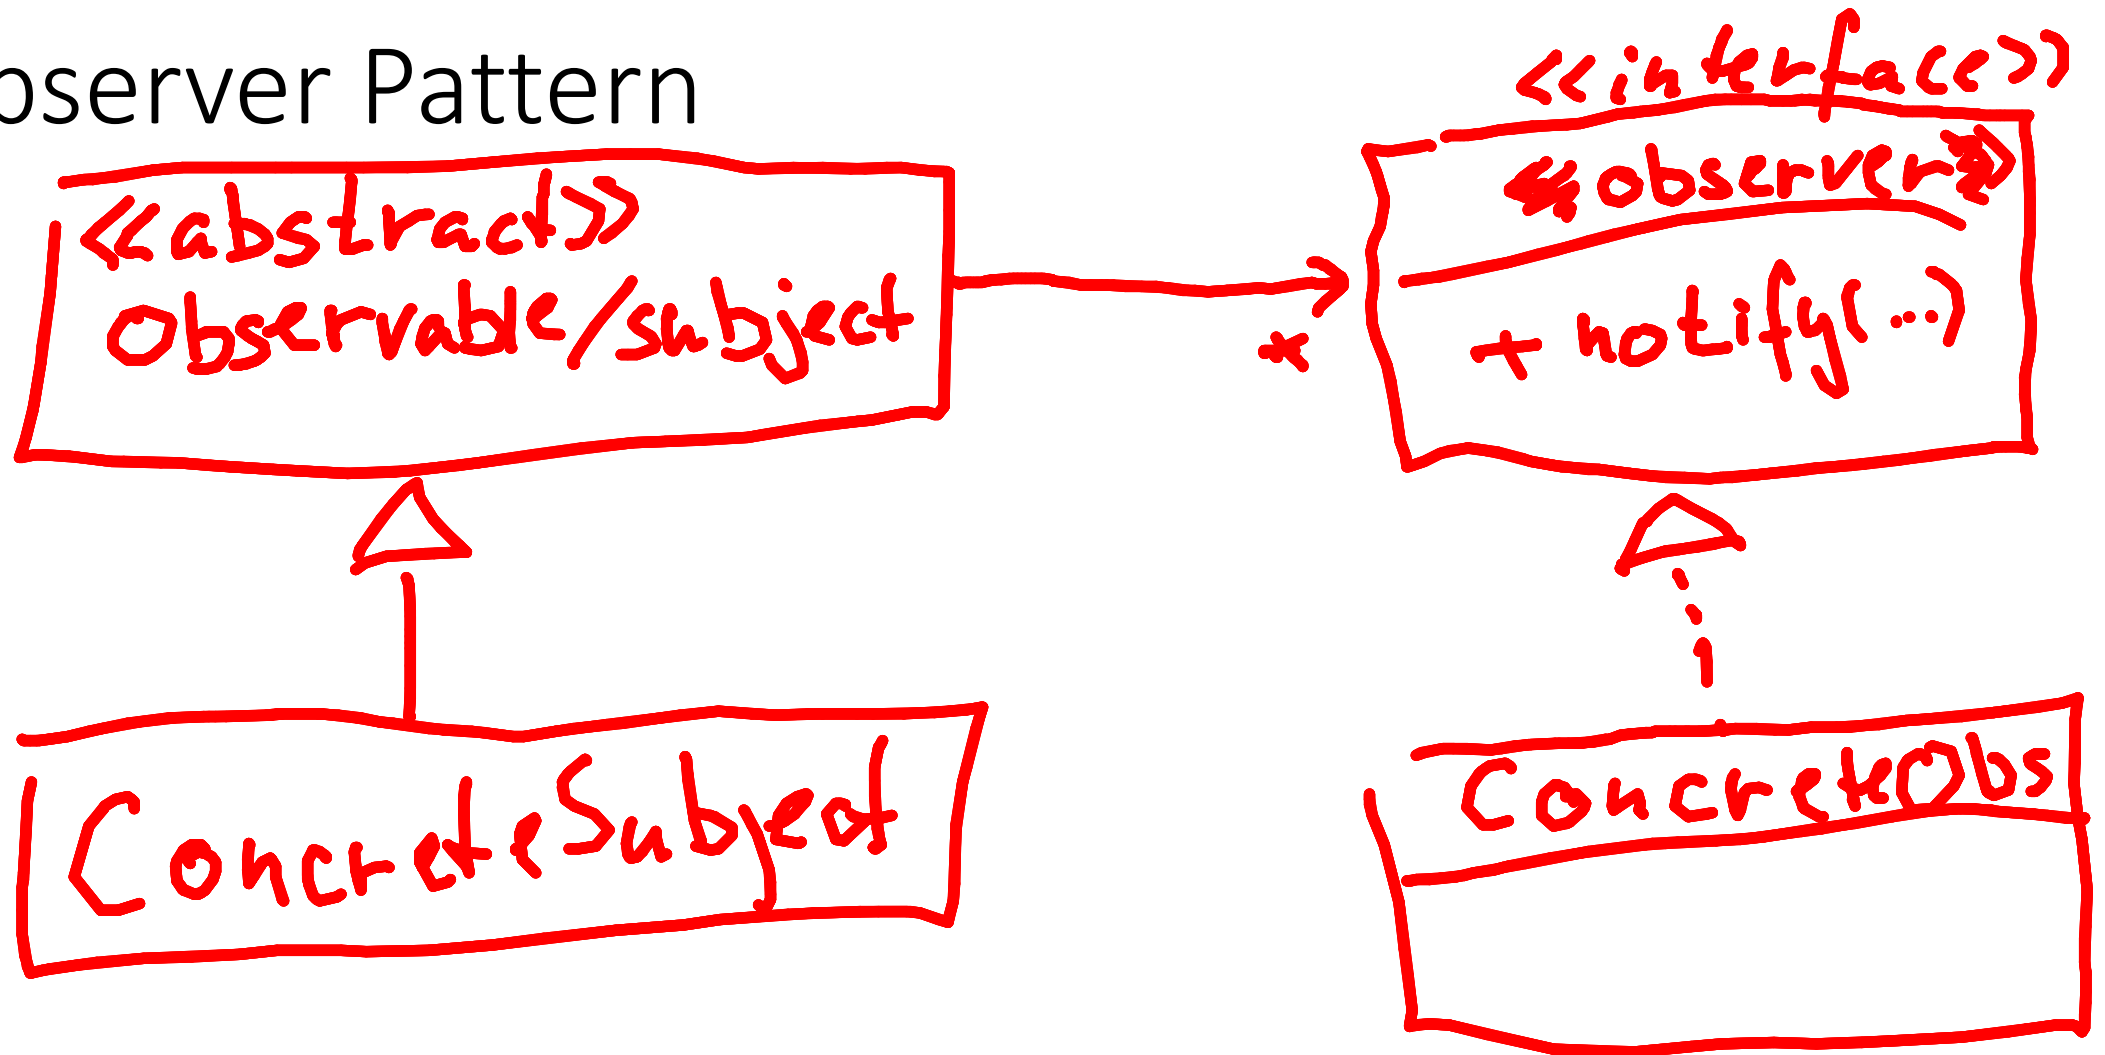 bserver Pattern
<<interface>>
<<abstract>>
Observable/subject
*
observer
+ notify(...)
ConcreteSubject
ConcreteObs